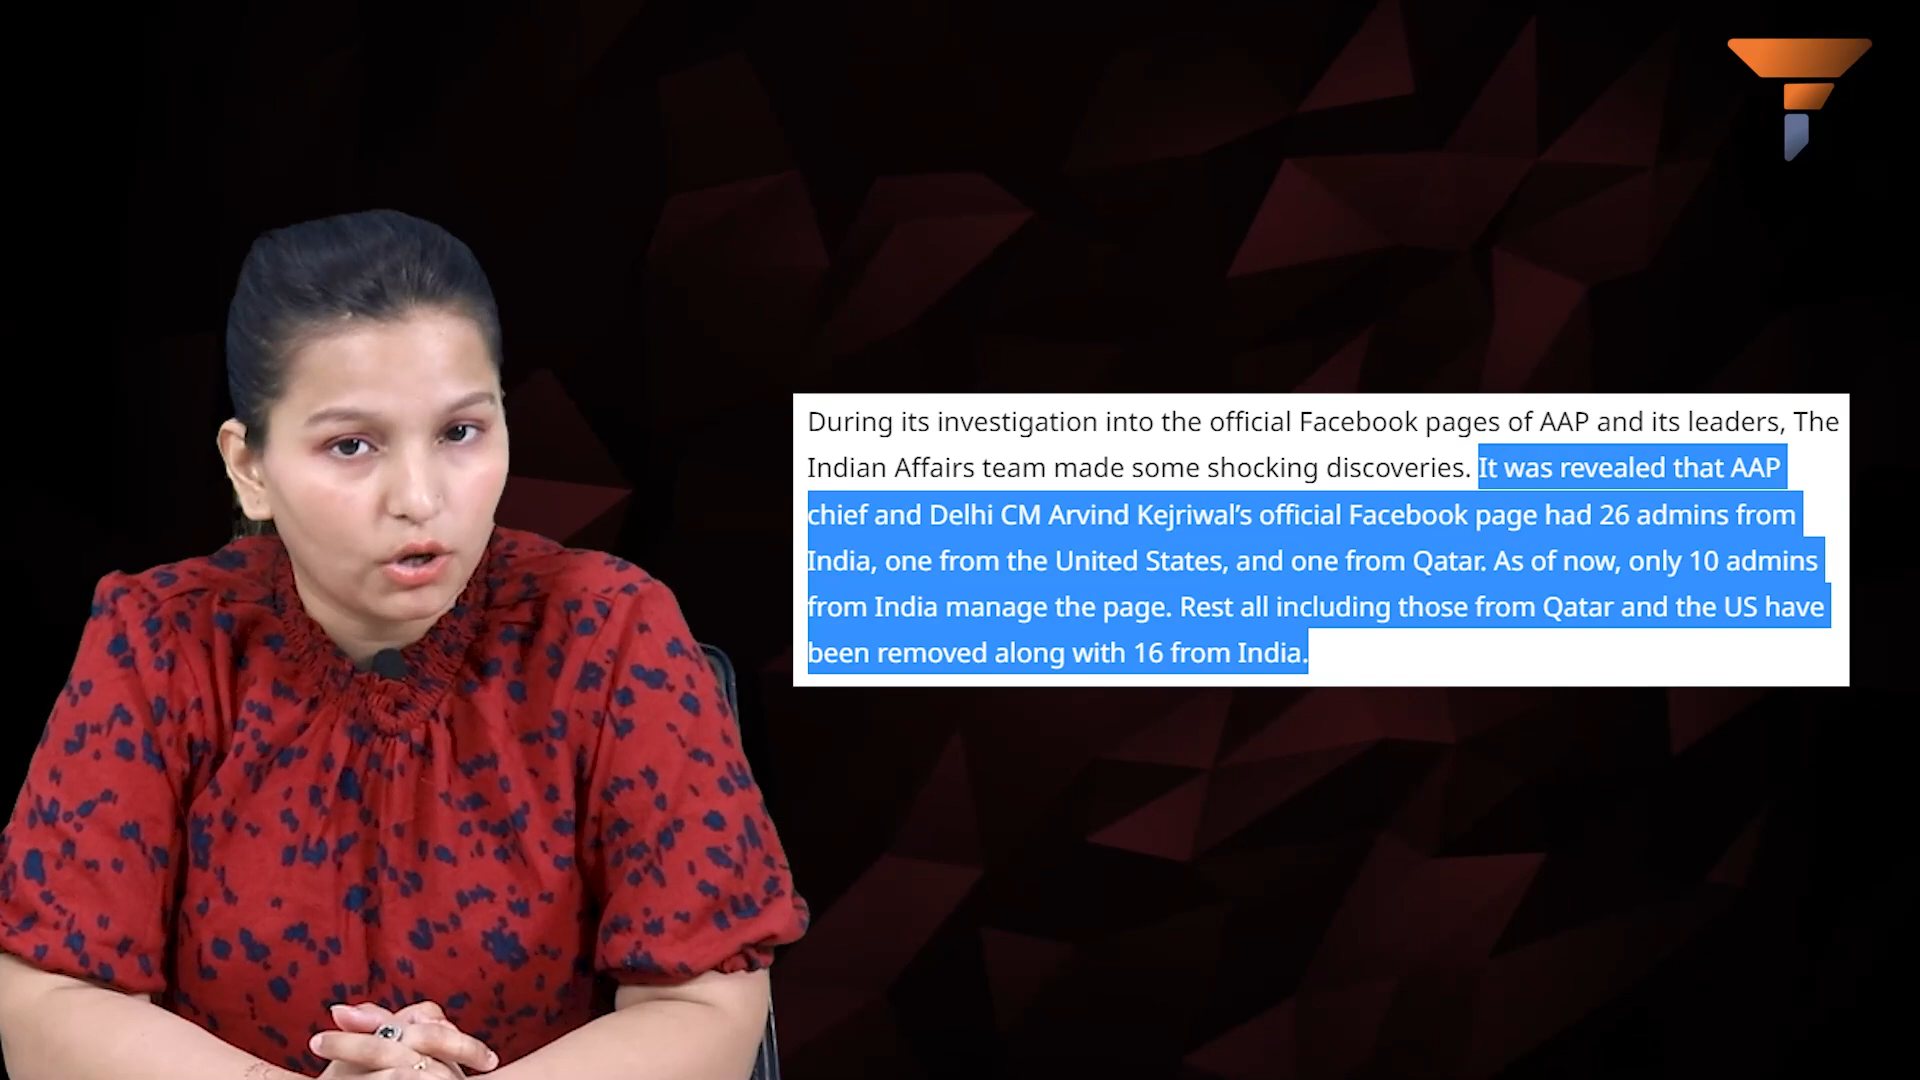 During its investigation into the official Facebook pages of AAP and its leaders, The
Indian Affairs team made some shocking discoveries. It was revealed that AAP
chief and Delhi CM Arvind Kejriwal’s official Facebook page had 26 admins from
India, one from the United States, and one from Qatar. As of now, only 10 admins
from India manage the page. Rest all including those from Qatar and the US have
been removed along with 16 from India.